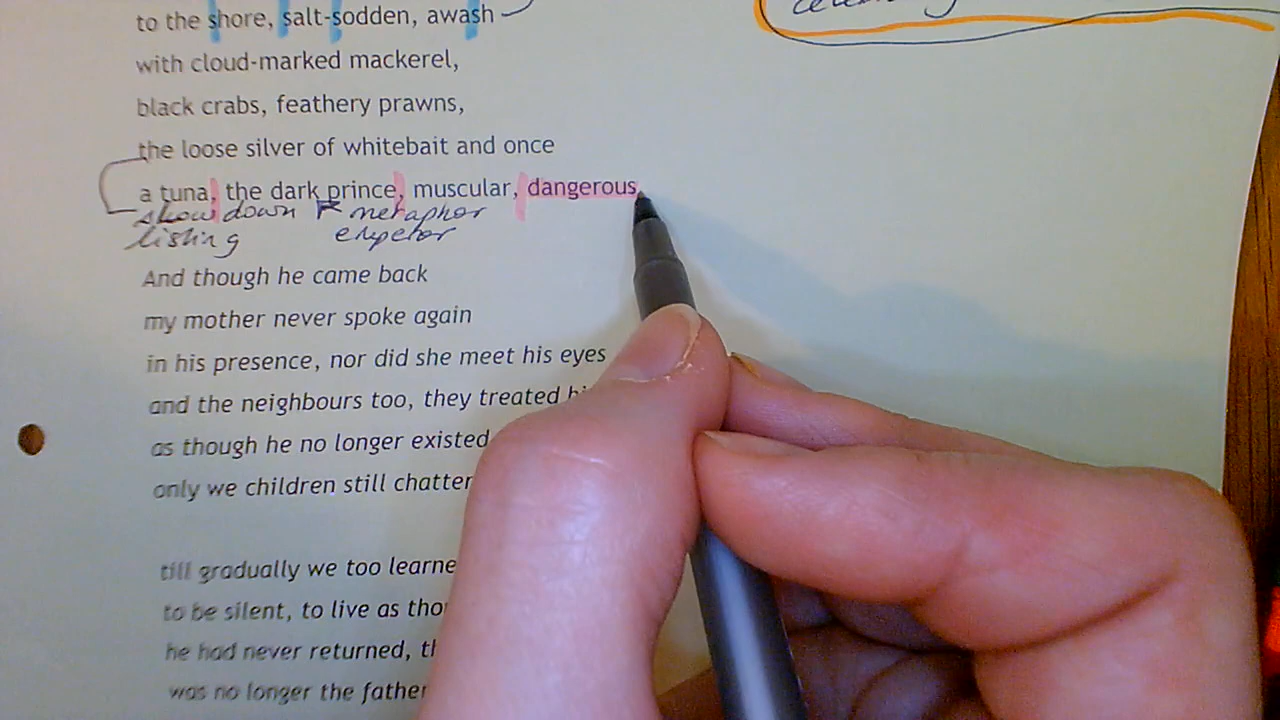 to the shore, salt-sodden, awash
with cloud-marked mackerel,
black crabs, feathery prawns,
the loose silver of whitebait and once
a tuna, the dark prince, muscular, dangerous.
slow down metaphor
listing emperor
And though he came back
my mother never spoke again
in his presence, nor did she meet his eyes
and the neighbours too, they treated
as though he no longer existed
only we children still chatter
till gradually we too learne
to be silent, to live as tho
he had never returned, th
was no longer the father